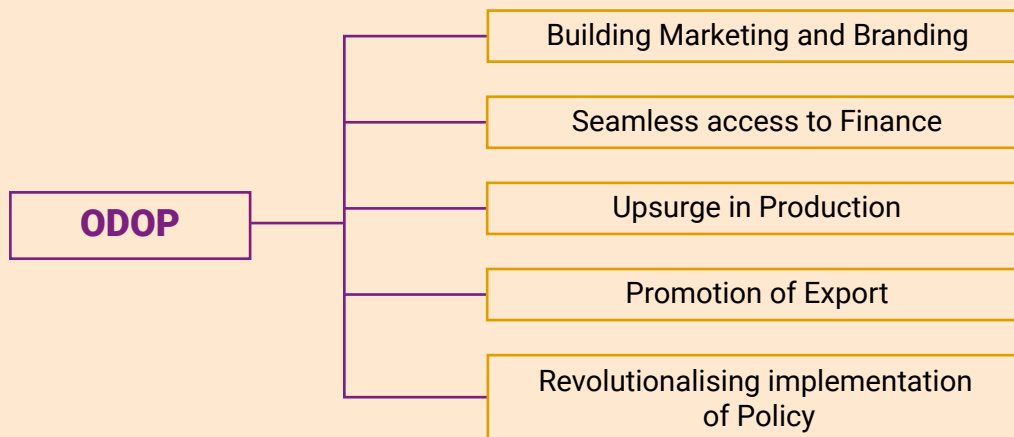 Building Marketing and Branding
Seamless access to Finance
ODOP
Upsurge in Production
Promotion of Export
Revolutionalising implementation
of Policy